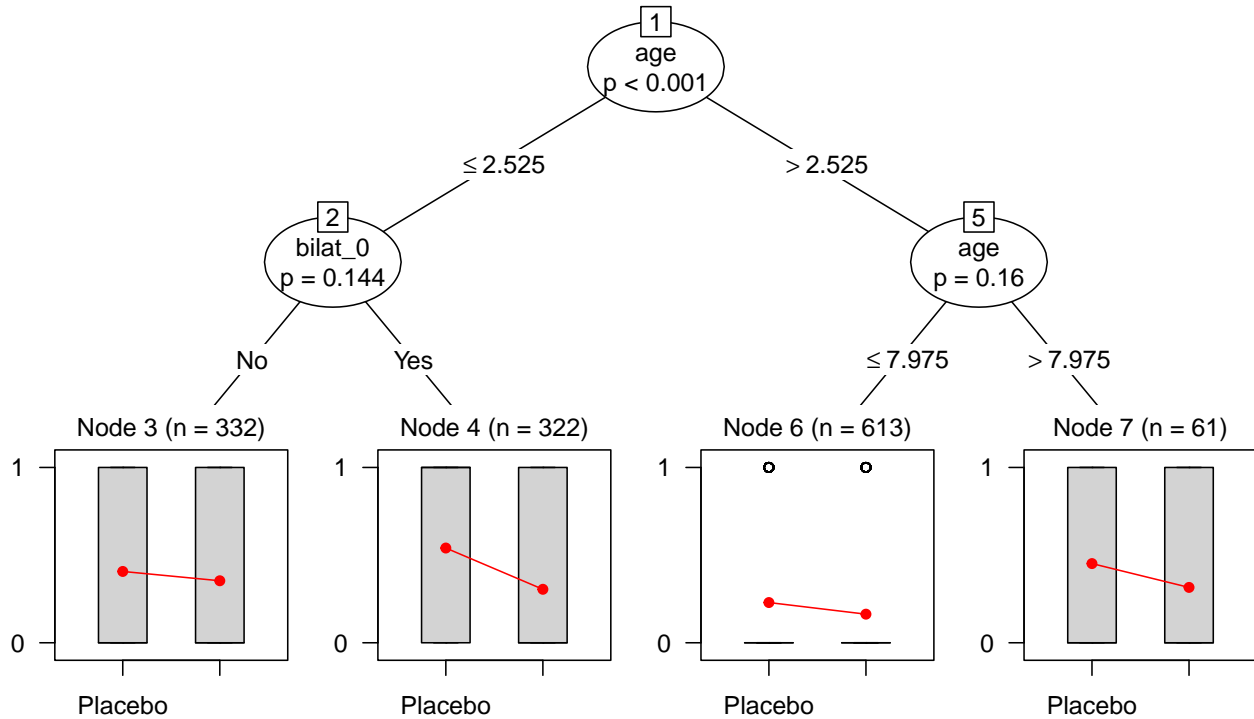 1
age
p < 0.001
≤ 2.525
> 2.525
2
bilat_0
p = 0.144
5
age
p = 0.16
No
Yes
≤ 7.975
> 7.975
Node 3 (n = 332)
Node 4 (n = 322)
Node 6 (n = 613)
Node 7 (n = 61)
1
0
Placebo
1
0
Placebo
1
0
Placebo
1
0
Placebo